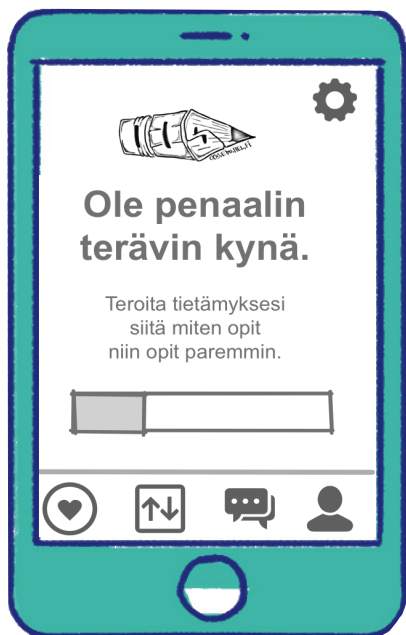 Ole penaalin
terävin kynä.
Teroita tietämyksesi
siitä miten opit
niin opit paremmin.